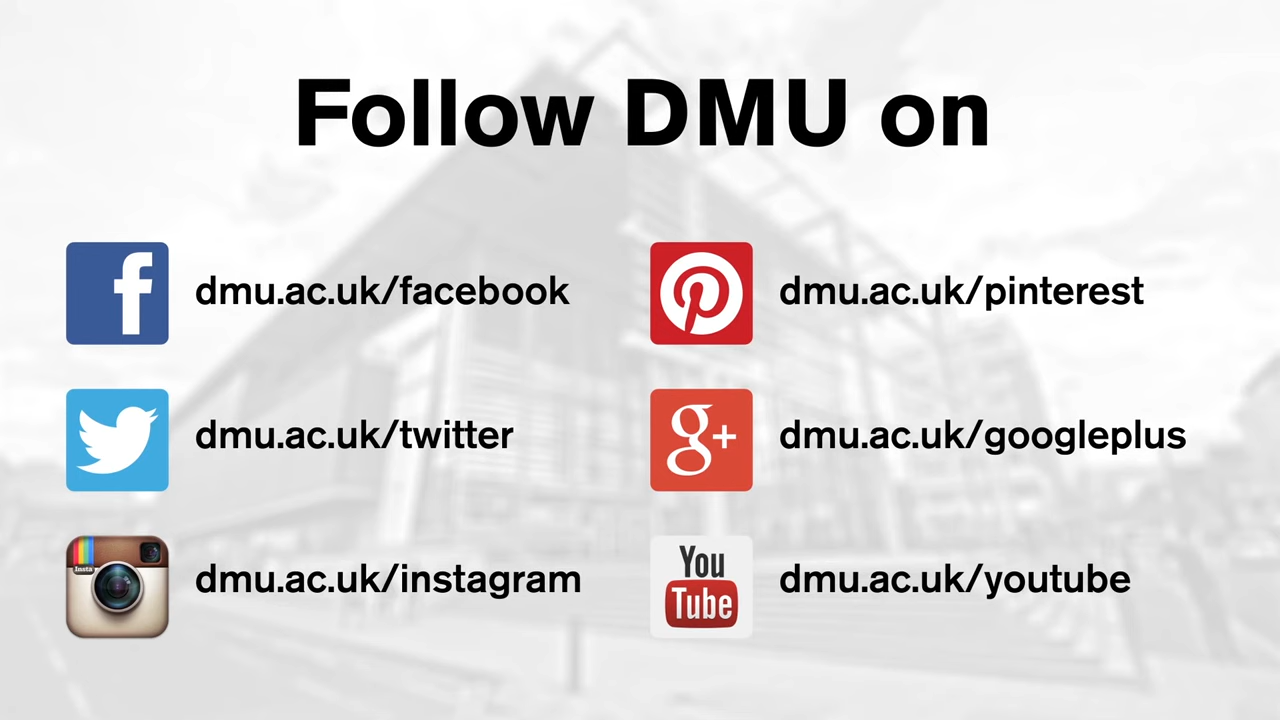 Follow DMU on
dmu.ac.uk/facebook
dmu.ac.uk/twitter
Insta
dmu.ac.uk/instagram
dmu.ac.uk/pinterest
g+
dmu.ac.uk/googleplus
You
Tube
dmu.ac.uk/youtube